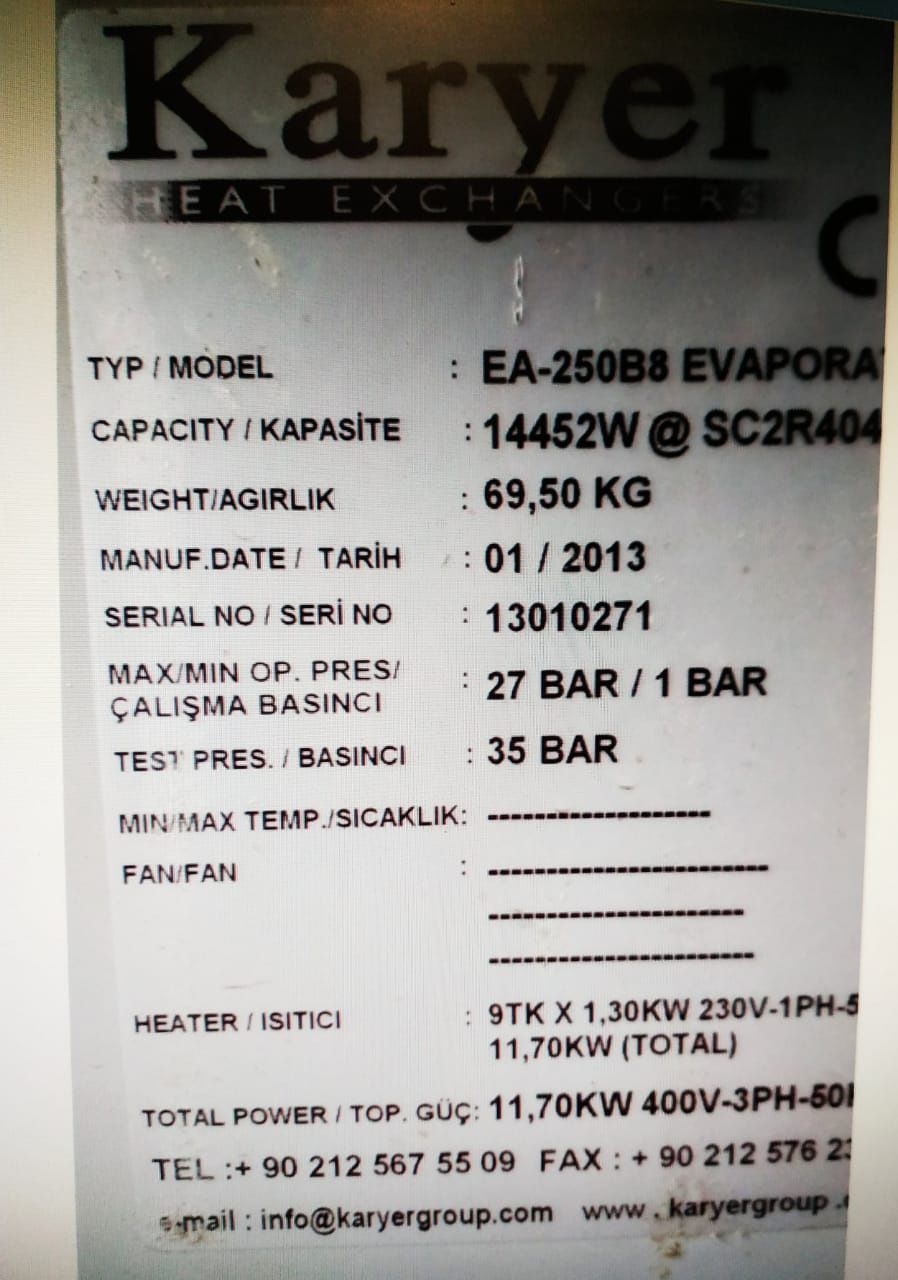 Karyer
HEAT EXCHANGERS
C
TYP / MODEL : EA-250B8 EVAPORA
CAPACITY / KAPASİTE : 14452W @ SC2R404
WEIGHT/AGIRLIK : 69,50 KG
MANUF.DATE / TARİH : 01 / 2013
SERIAL NO / SERİ NO : 13010271
MAX/MIN OP. PRES/ : 27 BAR / 1 BAR
ÇALIŞMA BASINCI
TEST PRES. / BASINCI : 35 BAR
MIN/MAX TEMP./SICAKLIK: -------------------
FAN/FAN : ------------------------
----------------------
-----------------------
HEATER / ISITICI : 9TK X 1,30KW 230V-1PH-5
11,70KW (TOTAL)
TOTAL POWER / TOP. GÜÇ: 11,70KW 400V-3PH-50
TEL :+ 90 212 567 55 09 FAX : + 90 212 576 23
e-mail : info@karyergroup.com www . karyergroup .